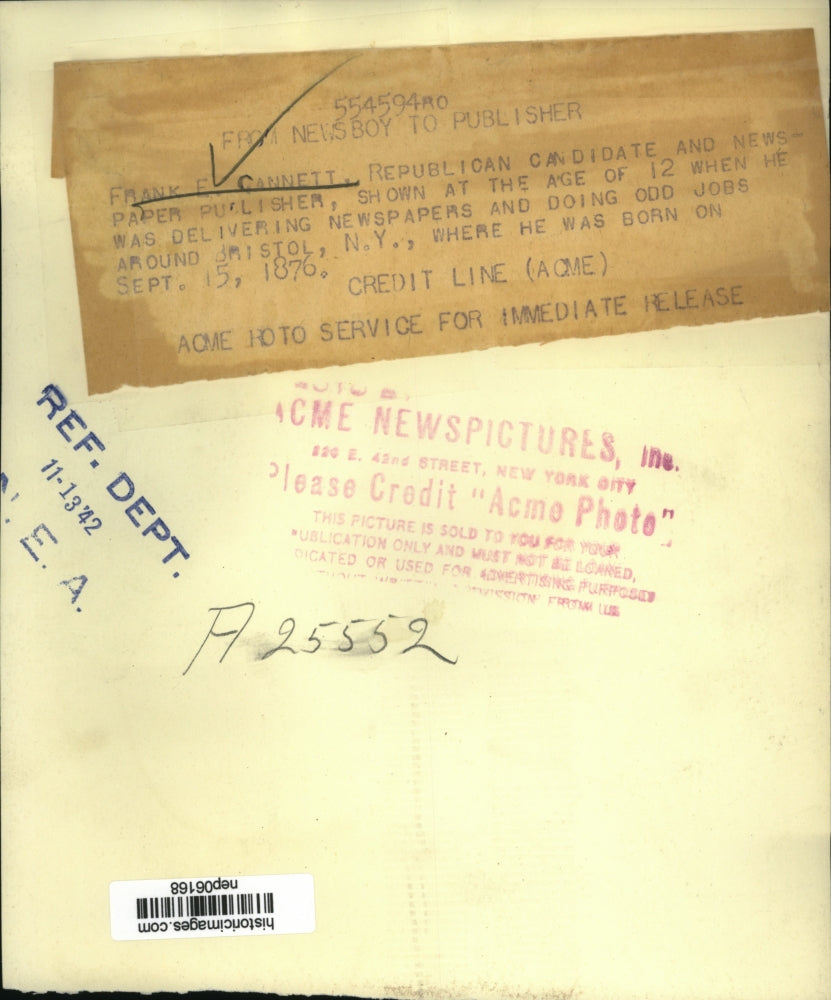 554594RO
FROM NEWSBOY TO PUBLISHER
FRANK E. GANNETT, REPUBLICAN CANDIDATE AND NEWS-
PAPER PUBLISHER, SHOWN AT THE AGE OF 12 WHEN HE
WAS DELIVERING NEWSPAPERS AND DOING ODD JOBS
AROUND BRISTOL, N.Y., WHERE HE WAS BORN ON
SEPT. 15, 1876.
CREDIT LINE (ACME)
ACME ROTO SERVICE FOR IMMEDIATE RELEASE
REF. DEPT.
11-13'42
N. E. A.
ACME NEWSPICTURES, Inc.
220 E. 42nd STREET, NEW YORK CITY
Please Credit "Acme Photo"
THIS PICTURE IS SOLD TO YOU FOR YOUR
PUBLICATION ONLY AND MUST NOT BE LOANED,
DICATED OR USED FOR ADVERTISING PURPOSES
PERMISSION FROM US
A 25552
historicimages.com
nep06168